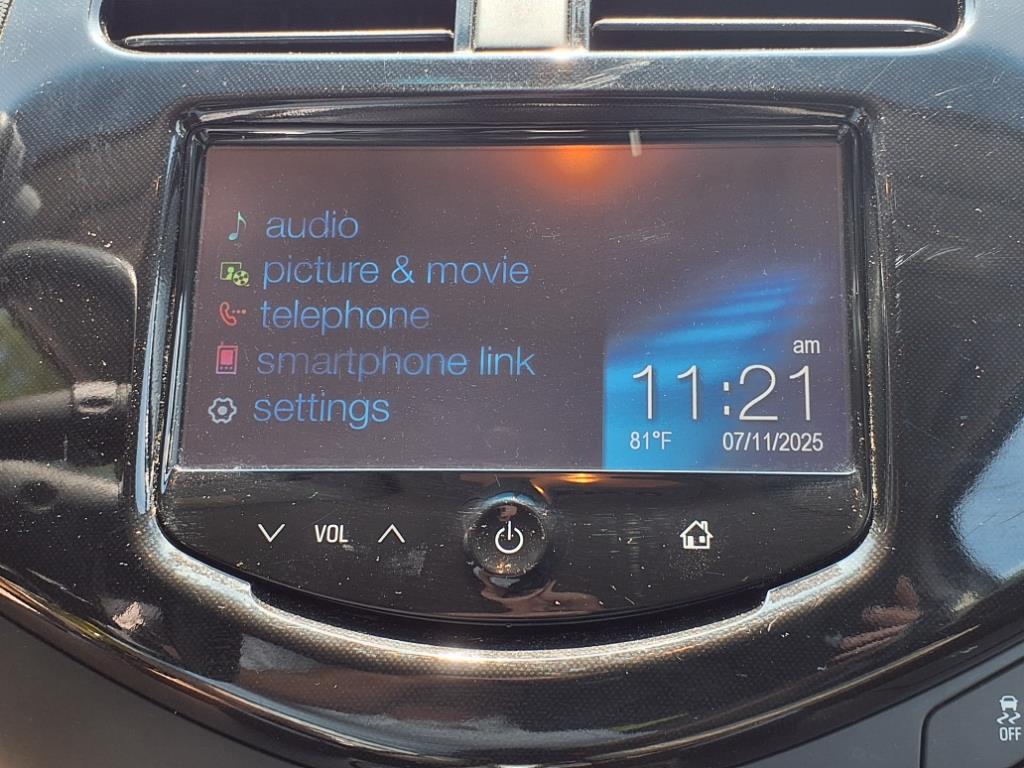 audio
picture & movie
telephone
smartphone link
settings
am
11:21
81°F 07/11/2025
VOL
OFF